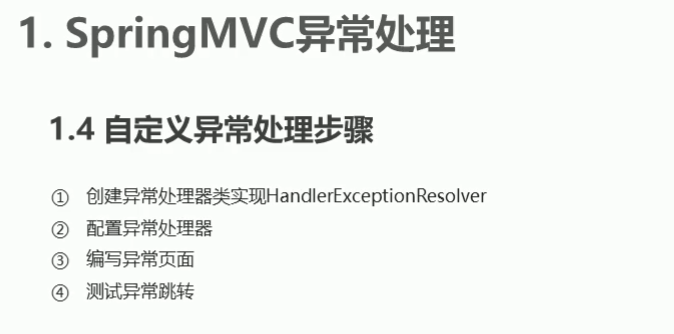 1. SpringMVC异常处理
1.4 自定义异常处理步骤
① 创建异常处理器类实现HandlerExceptionResolver
② 配置异常处理器
③ 编写异常页面
④ 测试异常跳转